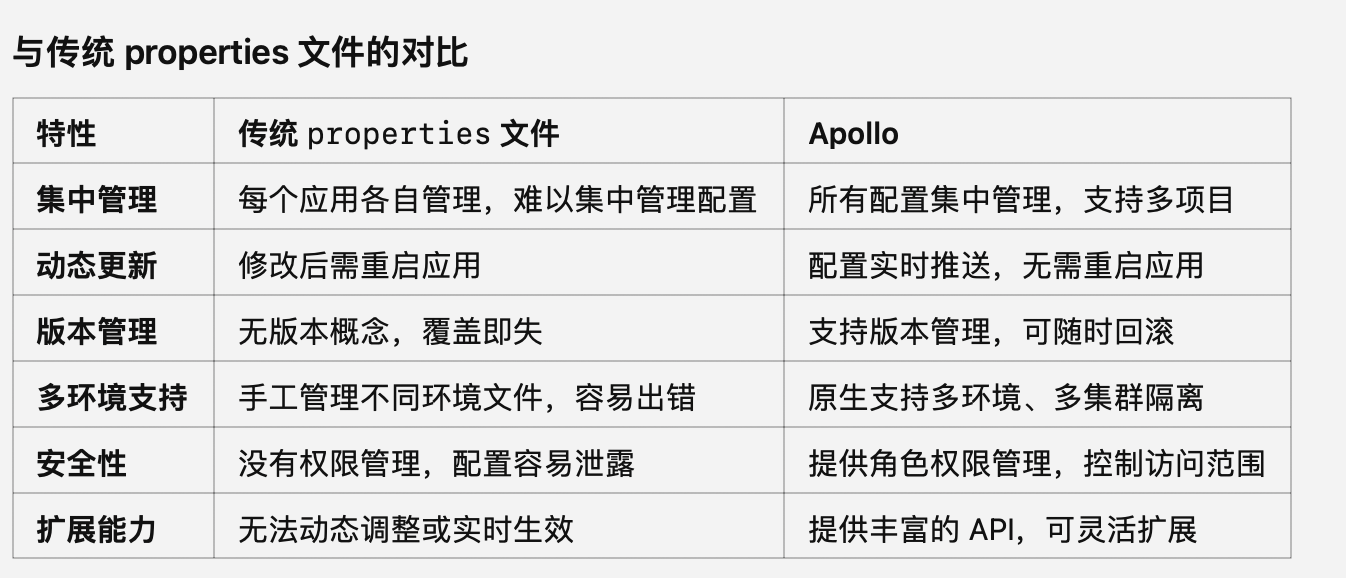 与传统 properties 文件的对比
特性 传统 properties 文件 Apollo
集中管理 每个应用各自管理，难以集中管理配置 所有配置集中管理，支持多项目
动态更新 修改后需重启应用 配置实时推送，无需重启应用
版本管理 无版本概念，覆盖即失 支持版本管理，可随时回滚
多环境支持 手工管理不同环境文件，容易出错 原生支持多环境、多集群隔离
安全性 没有权限管理，配置容易泄露 提供角色权限管理，控制访问范围
扩展能力 无法动态调整或实时生效 提供丰富的 API，可灵活扩展